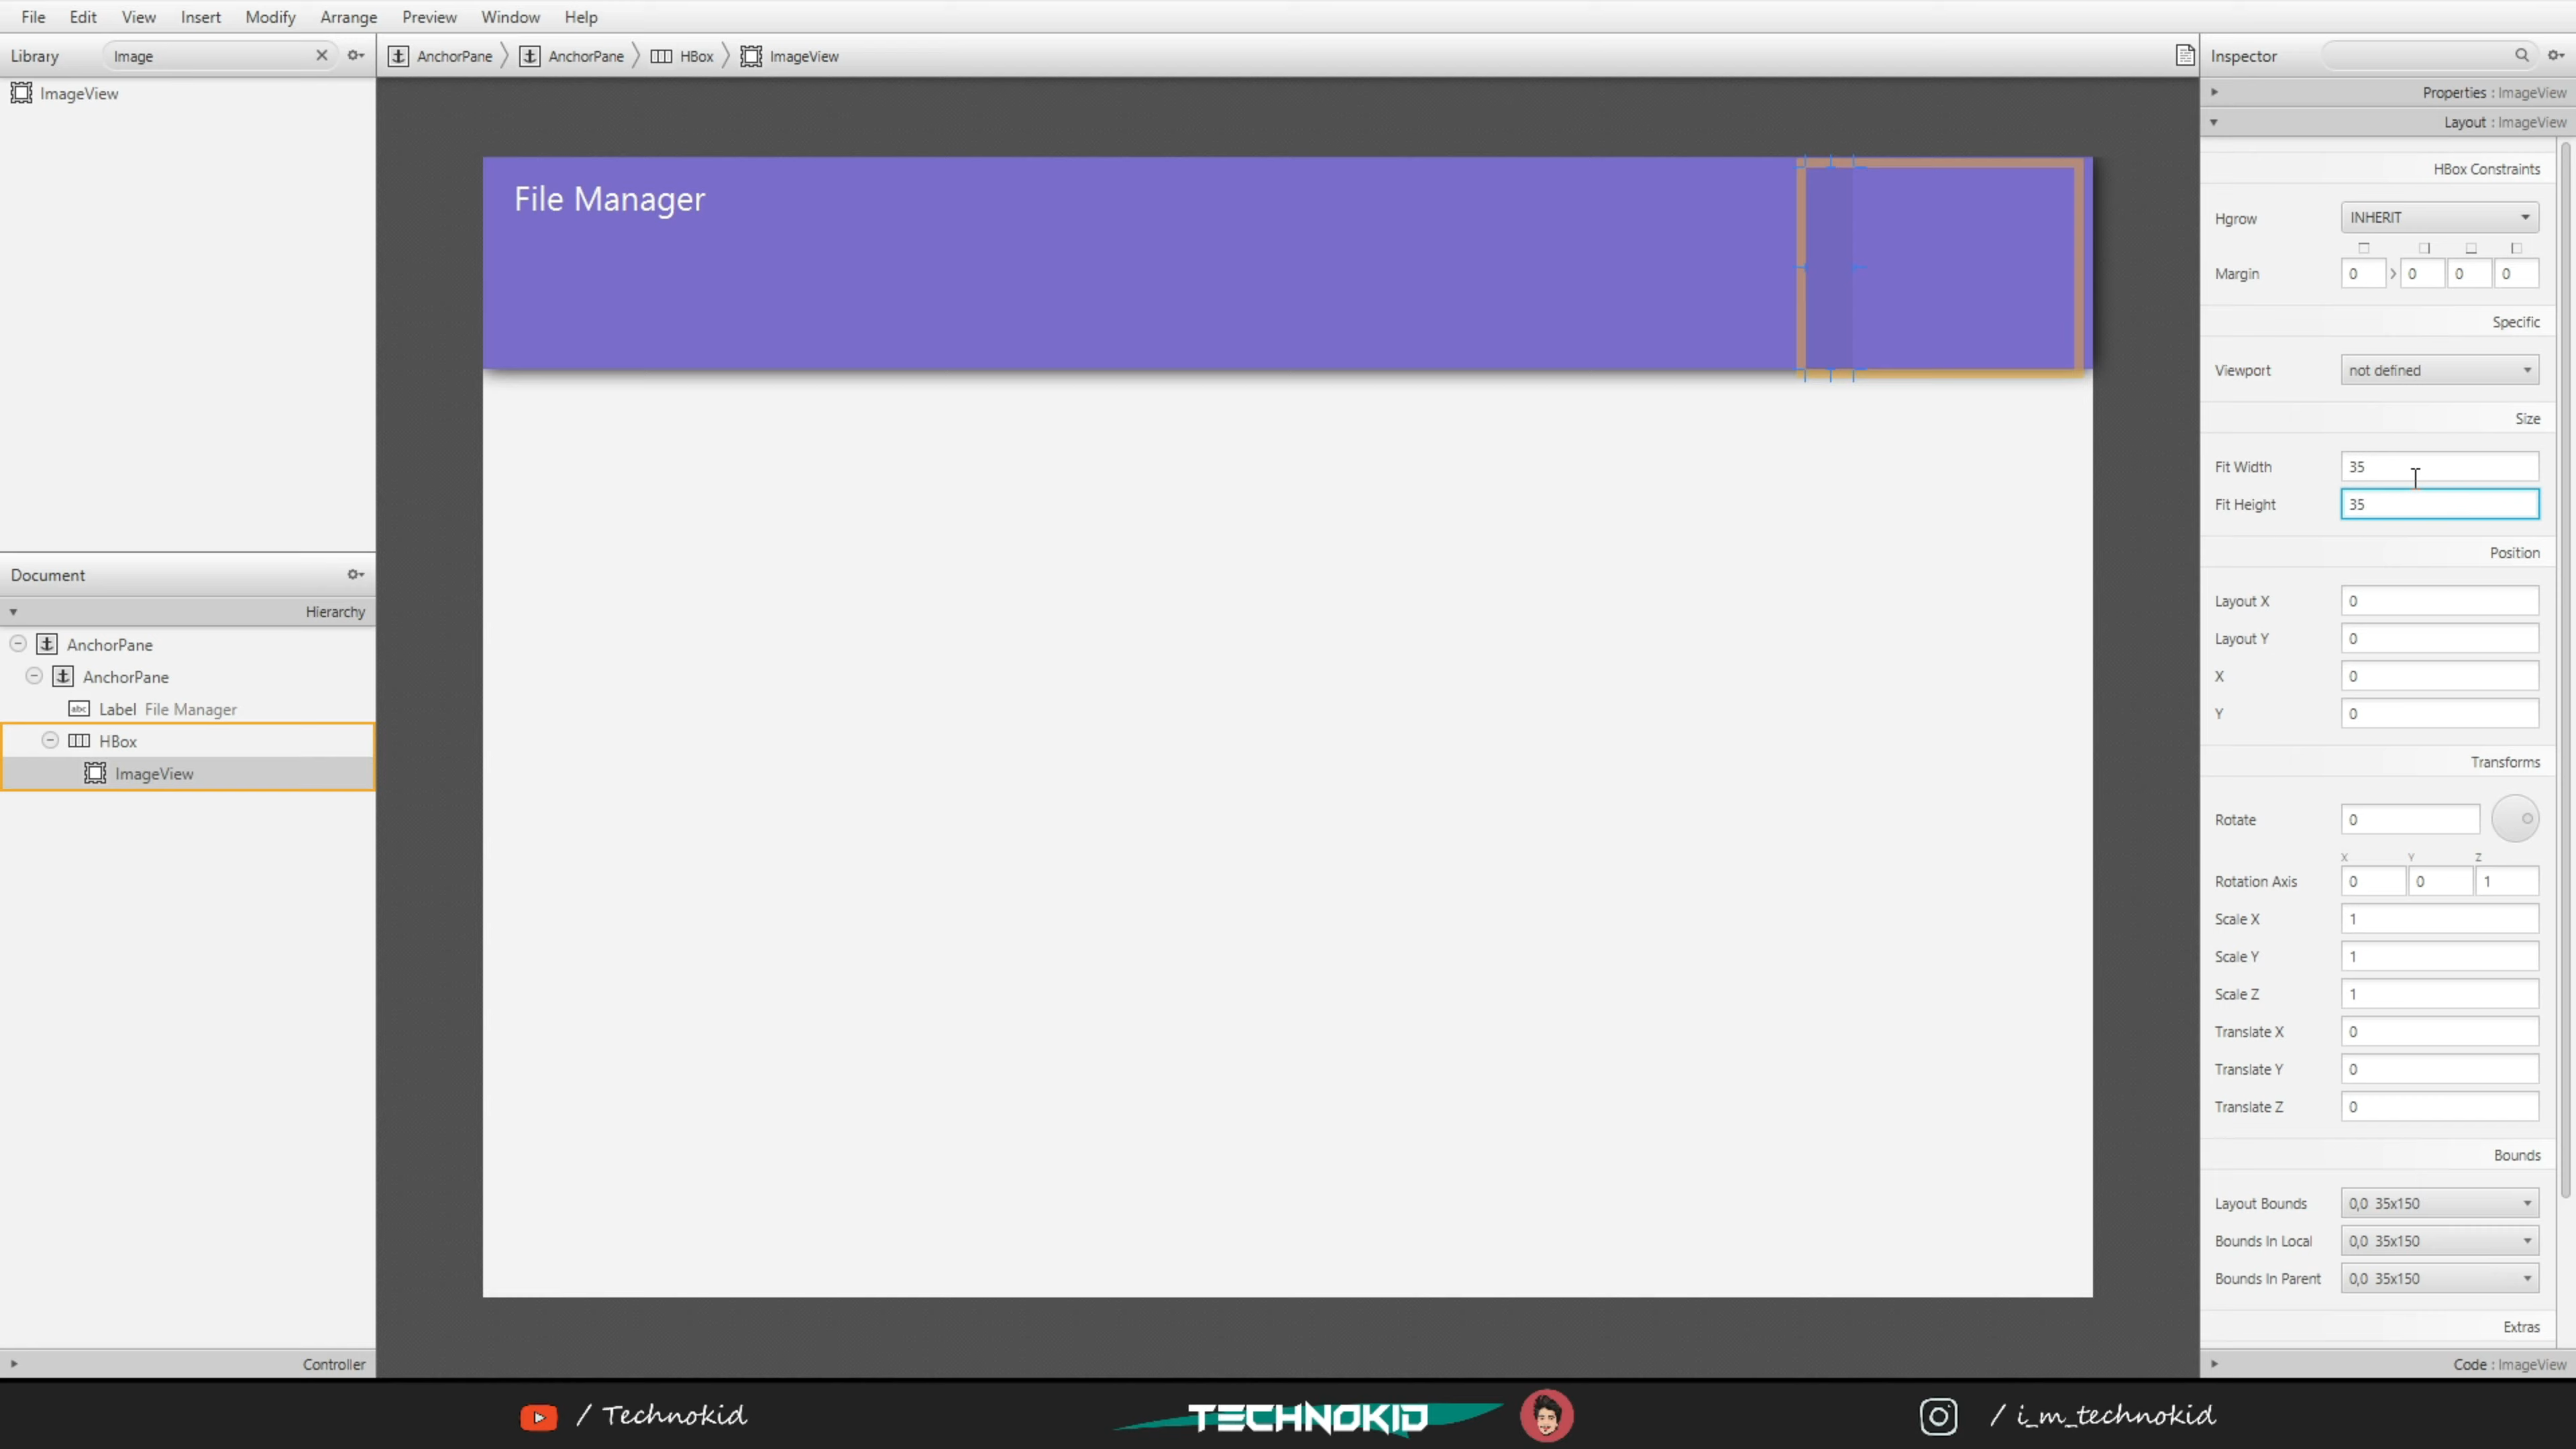 File Edit View Insert Modify Arrange Preview Window Help
Library Image
AnchorPane AnchorPane HBox ImageView
Inspector
ImageView
Properties : ImageView
Layout : ImageView
HBox Constraints
Hgrow INHERIT
Margin 0 0 0 0
Specific
Viewport not defined
Size
Fit Width 35
Fit Height 35
Position
Layout X 0
Layout Y 0
X 0
Y 0
Transforms
Rotate 0
X Y Z
Rotation Axis 0 0 1
Scale X 1
Scale Y 1
Scale Z 1
Translate X 0
Translate Y 0
Translate Z 0
Bounds
Layout Bounds 0,0 35x150
Bounds In Local 0,0 35x150
Bounds In Parent 0,0 35x150
Extras
Code : ImageView
File Manager
Document
Hierarchy
AnchorPane
AnchorPane
abc Label File Manager
HBox
ImageView
Controller
/ Technokid
TECHNOKID
/ i_m_technokid